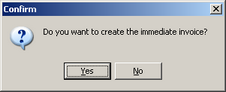 Confirm
Do you want to create the immediate invoice?
Yes
No